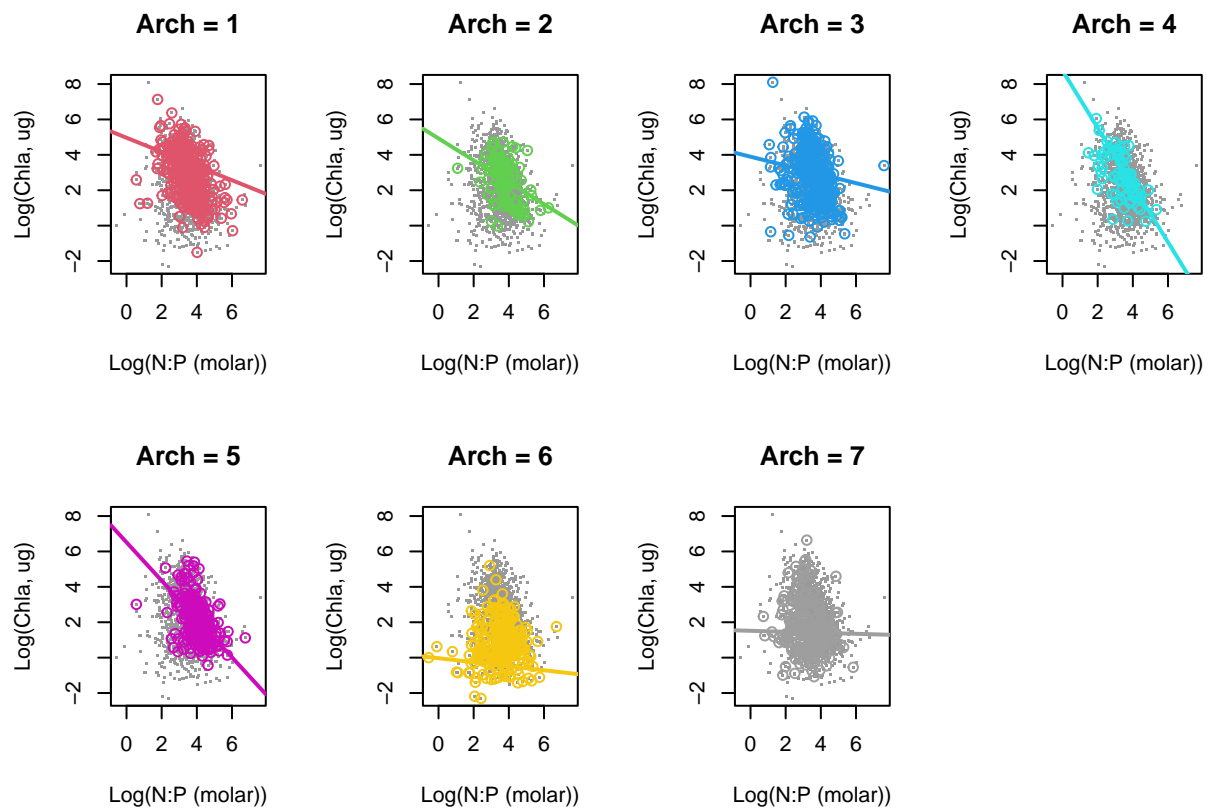 Arch = 1
Log(Chla, ug)
8
6
4
2
−2
0 2 4 6
Log(N:P (molar))
Arch = 2
Log(Chla, ug)
8
6
4
2
−2
0 2 4 6
Log(N:P (molar))
Arch = 3
Log(Chla, ug)
8
6
4
2
−2
0 2 4 6
Log(N:P (molar))
Arch = 4
Log(Chla, ug)
8
6
4
2
−2
0 2 4 6
Log(N:P (molar))
Arch = 5
Log(Chla, ug)
8
6
4
2
−2
0 2 4 6
Log(N:P (molar))
Arch = 6
Log(Chla, ug)
8
6
4
2
−2
0 2 4 6
Log(N:P (molar))
Arch = 7
Log(Chla, ug)
8
6
4
2
−2
0 2 4 6
Log(N:P (molar))